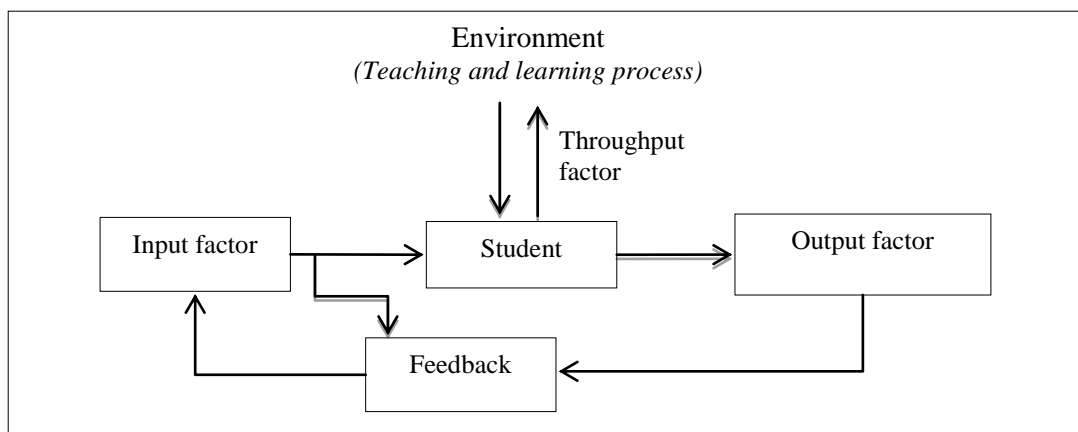 Environment
(Teaching and learning process)
Throughput
factor
Input factor
Student
Output factor
Feedback